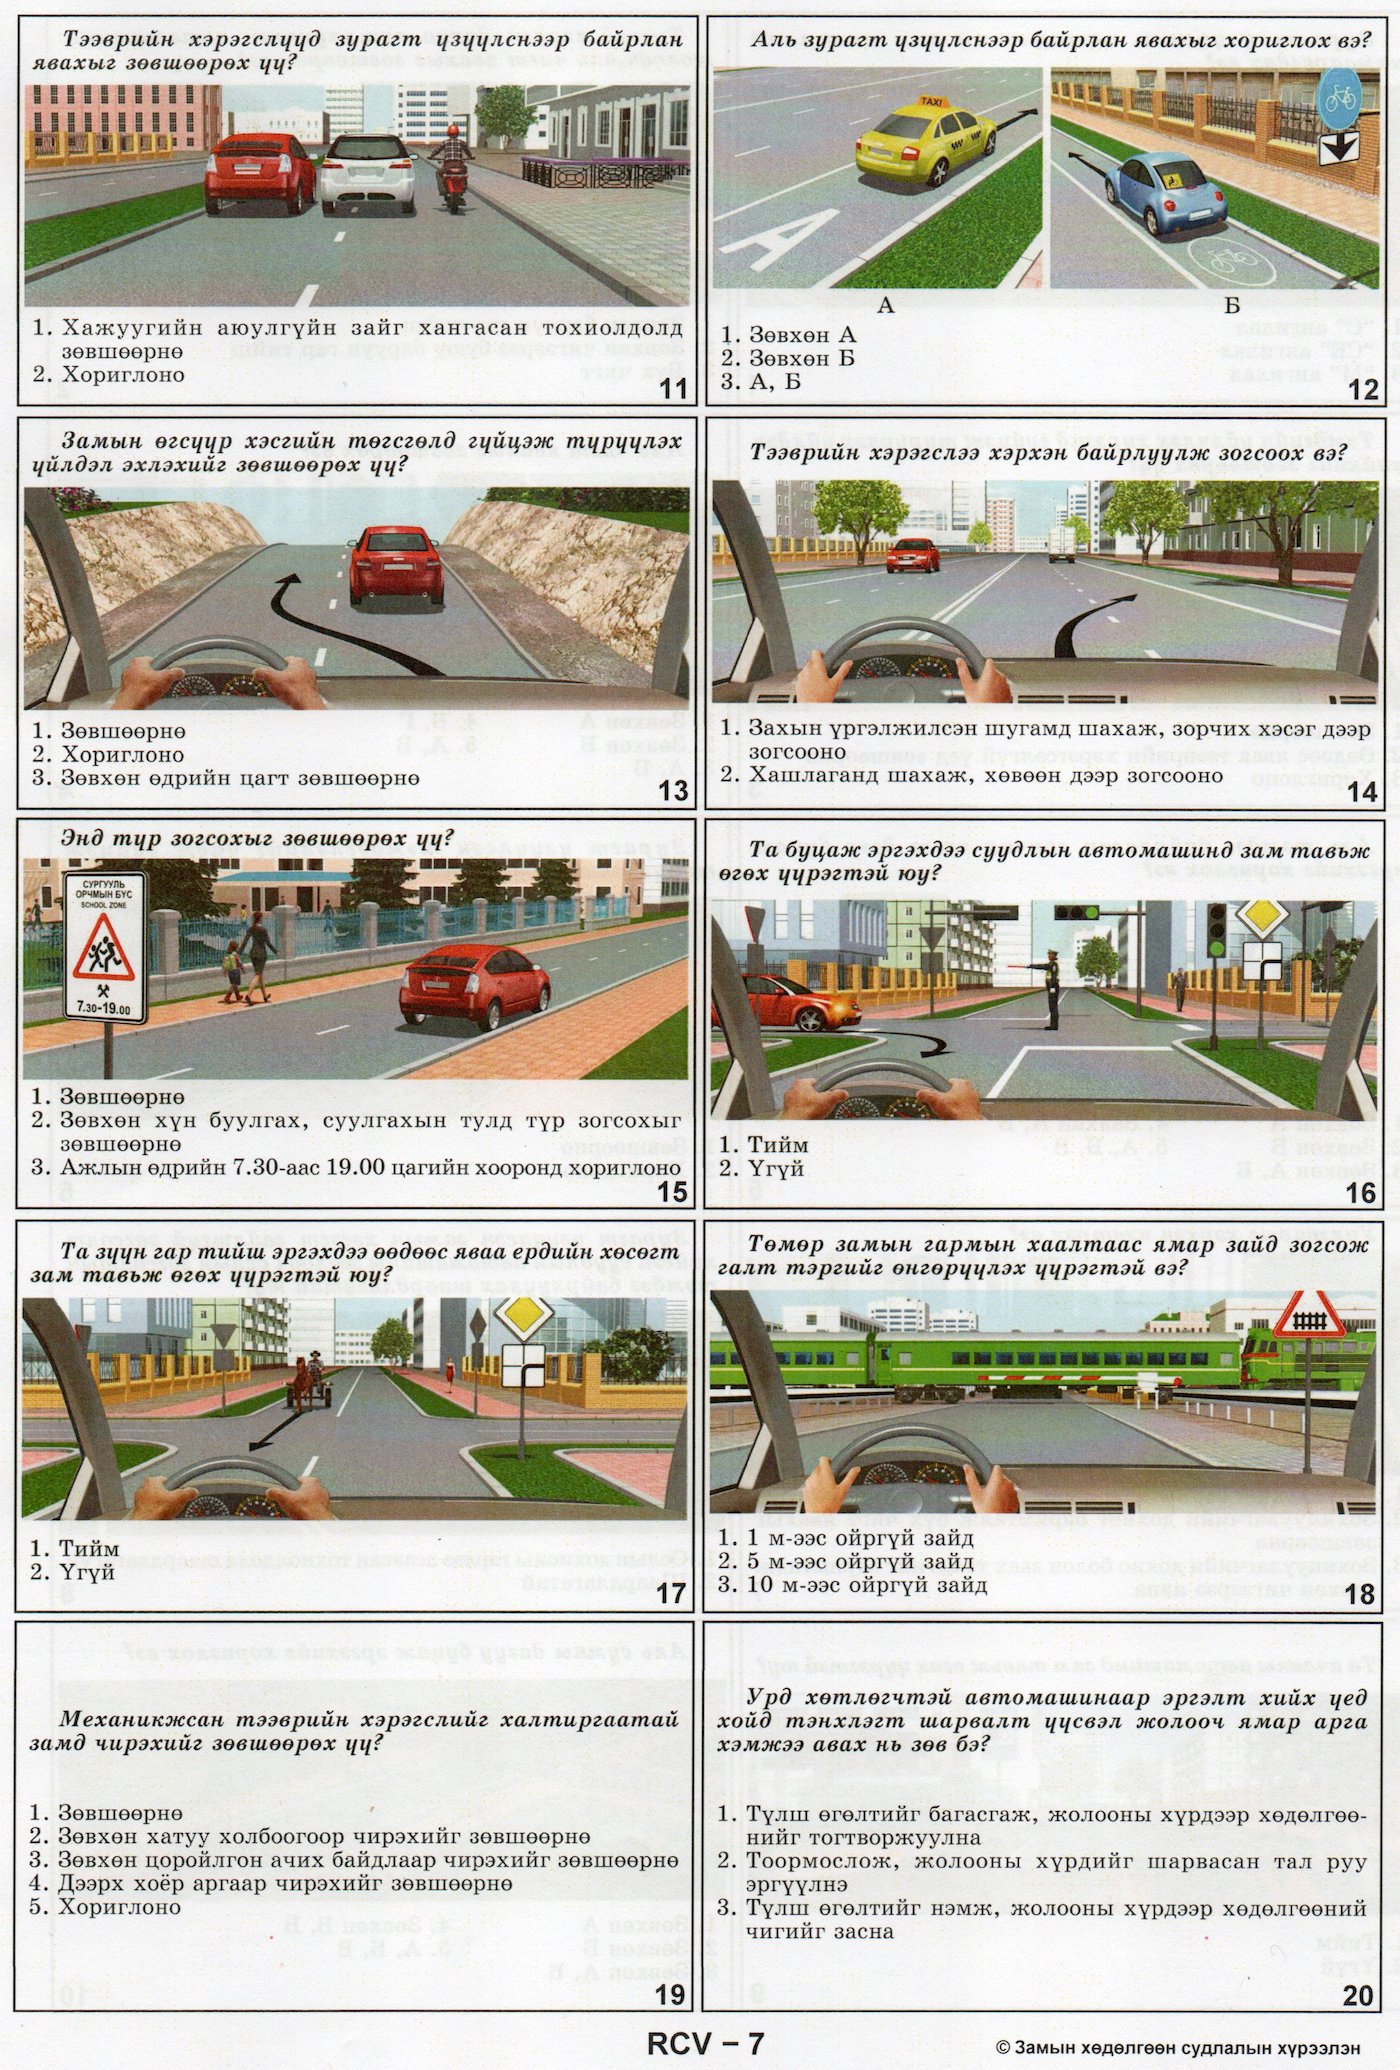 Тээврийн хэрэгслүүд зурагт үзүүлснээр байрлан
явахыг зөвшөөрөх үү?
1. Хажуугийн аюулгүйн зайг хангасан тохиолдолд
зөвшөөрнө
2. Хориглоно
11
Аль зурагт үзүүлснээр байрлан явахыг хориглох вэ?
TAXI
A
А
Б
1. Зөвхөн А
2. Зөвхөн Б
3. А, Б
12
Замын өгсүүр хэсгийн төгсгөлд гүйцэж түрүүлэх
үйлдэл эхлэхийг зөвшөөрөх үү?
1. Зөвшөөрнө
2. Хориглоно
3. Зөвхөн өдрийн цагт зөвшөөрнө
13
Тээврийн хэрэгслээ хэрхэн байрлуулж зогсоох вэ?
1. Захын үргэлжилсэн шугамд шахаж, зорчих хэсэг дээр
зогсооно
2. Хашлаганд шахаж, хөвөөн дээр зогсооно
14
Энд түр зогсохыг зөвшөөрөх үү?
СУРГУУЛЬ
ОРЧМЫН БҮС
SCHOOL ZONE
7.30-19.00
1. Зөвшөөрнө
2. Зөвхөн хүн буулгах, суулгахын тулд түр зогсохыг
зөвшөөрнө
3. Ажлын өдрийн 7.30-аас 19.00 цагийн хооронд хориглоно
15
Та буцаж эргэхдээ суудлын автомашинд зам тавьж
өгөх үүрэгтэй юу?
1. Тийм
2. Үгүй
16
Та зүүн гар тийш эргэхдээ өөдөөс яваа ердийн хөсөгт
зам тавьж өгөх үүрэгтэй юу?
1. Тийм
2. Үгүй
17
Төмөр замын гармын хаалтаас ямар зайд зогсож
галт тэргийг өнгөрүүлэх үүрэгтэй вэ?
1. 1 м-ээс ойргүй зайд
2. 5 м-ээс ойргүй зайд
3. 10 м-ээс ойргүй зайд
18
Механикжсан тээврийн хэрэгслийг халтиргаатай
замд чирэхийг зөвшөөрөх үү?
1. Зөвшөөрнө
2. Зөвхөн хатуу холбоогоор чирэхийг зөвшөөрнө
3. Зөвхөн цоройлгон ачих байдлаар чирэхийг зөвшөөрнө
4. Дээрх хоёр аргаар чирэхийг зөвшөөрнө
5. Хориглоно
19
Урд хөтлөгчтэй автомашинаар эргэлт хийх үед
хойд тэнхлэгт шарвалт үүсвэл жолооч ямар арга
хэмжээ авах нь зөв бэ?
1. Түлш өгөлтийг багасгаж, жолооны хүрдээр хөдөлгөө-
нийг тогтворжуулна
2. Тоормослож, жолооны хүрдийг шарвасан тал руу
эргүүлнэ
3. Түлш өгөлтийг нэмж, жолооны хүрдээр хөдөлгөөний
чигийг засна
20
RCV – 7
© Замын хөдөлгөөн судлалын хүрээлэн